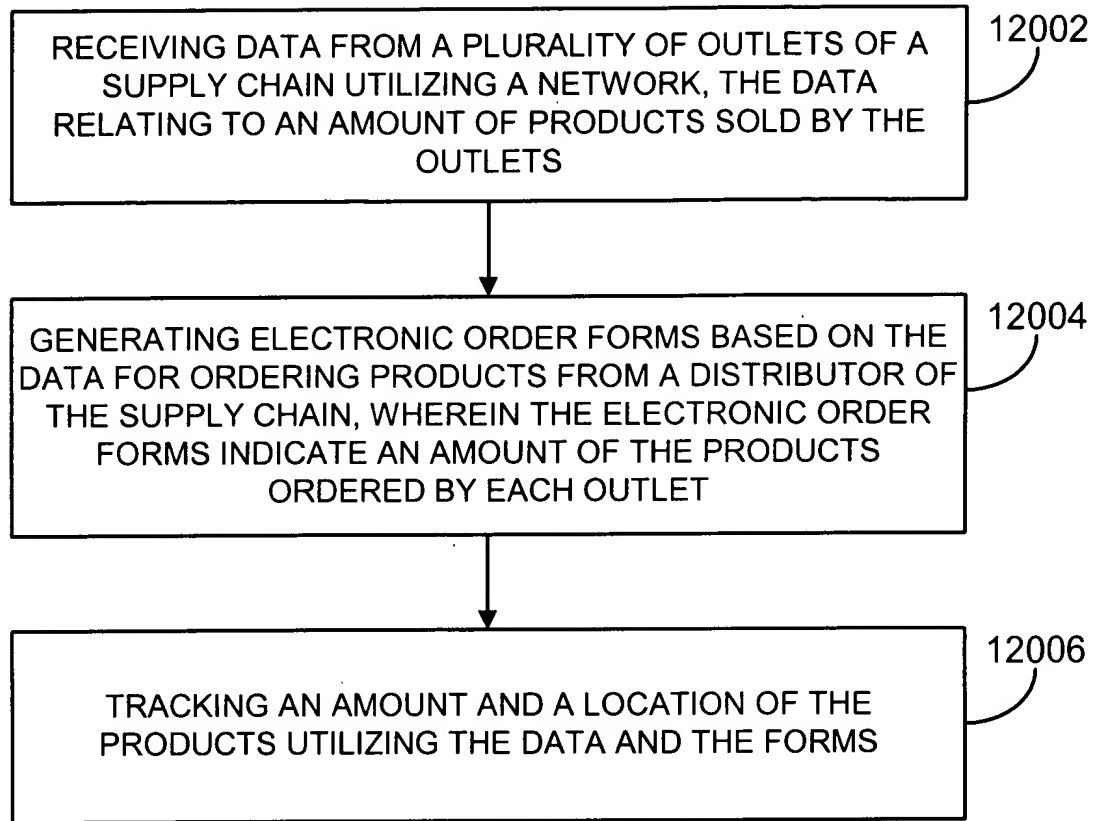 RECEIVING DATA FROM A PLURALITY OF OUTLETS OF A
SUPPLY CHAIN UTILIZING A NETWORK, THE DATA
RELATING TO AN AMOUNT OF PRODUCTS SOLD BY THE
OUTLETS
12002
GENERATING ELECTRONIC ORDER FORMS BASED ON THE
DATA FOR ORDERING PRODUCTS FROM A DISTRIBUTOR OF
THE SUPPLY CHAIN, WHEREIN THE ELECTRONIC ORDER
FORMS INDICATE AN AMOUNT OF THE PRODUCTS
ORDERED BY EACH OUTLET
12004
TRACKING AN AMOUNT AND A LOCATION OF THE
PRODUCTS UTILIZING THE DATA AND THE FORMS
12006